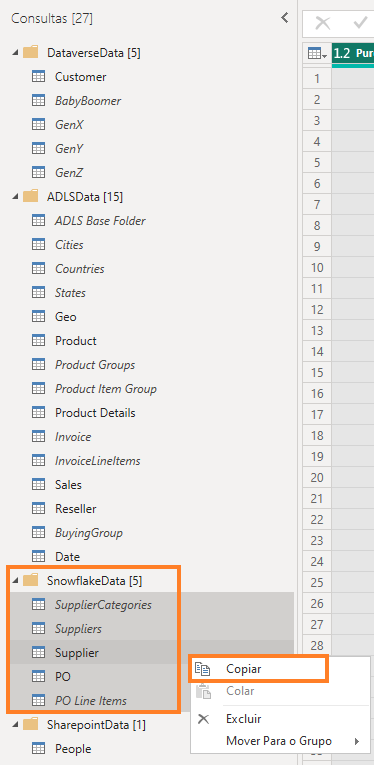 Consultas [27]
DataverseData [5]
Customer
BabyBoomer
GenX
GenY
GenZ
ADLSData [15]
ADLS Base Folder
Cities
Countries
States
Geo
Product
Product Groups
Product Item Group
Product Details
Invoice
InvoiceLineItems
Sales
Reseller
BuyingGroup
Date
SnowflakeData [5]
SupplierCategories
Suppliers
Supplier
PO
PO Line Items
SharepointData [1]
People
1.2 Pur
1
2
3
4
5
6
7
8
9
10
11
12
13
14
15
16
17
18
19
20
21
22
23
24
25
26
27
28
Copiar
Colar
Excluir
Mover Para o Grupo